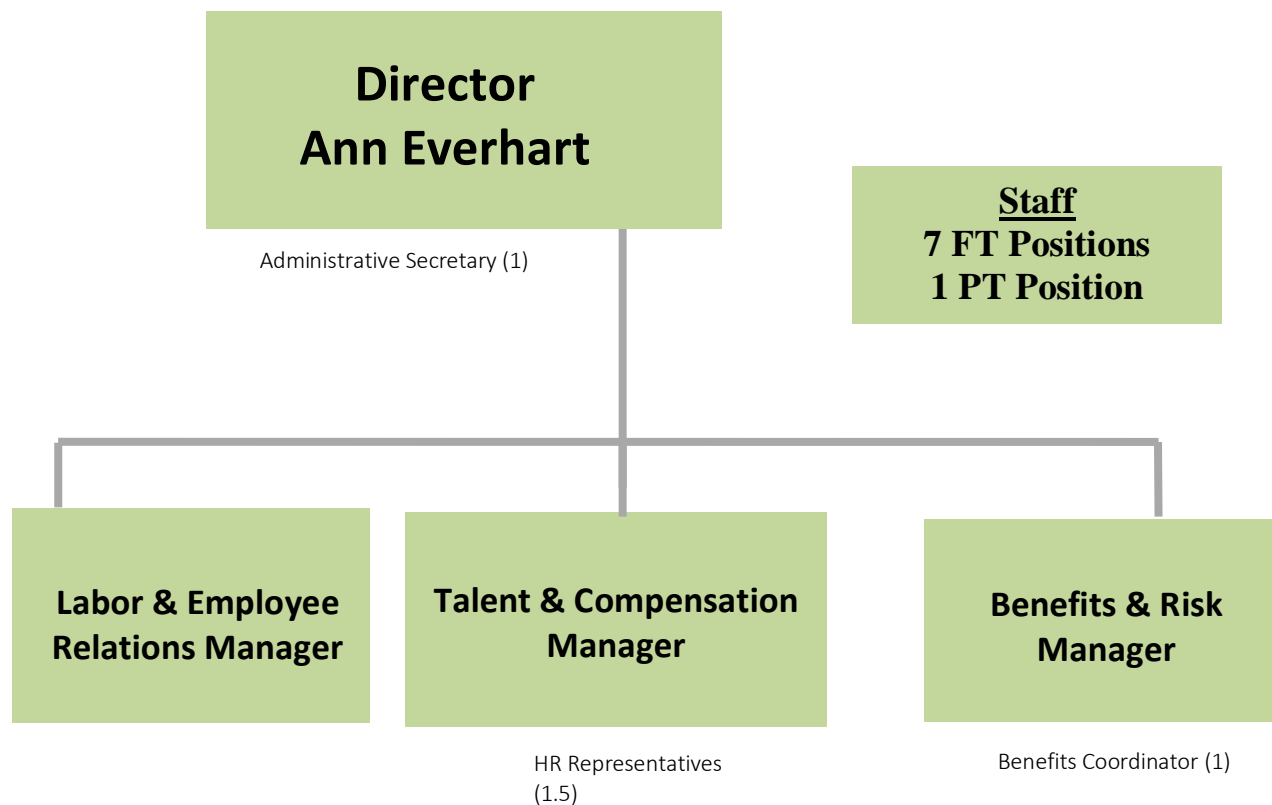 Director
Ann Everhart
Administrative Secretary (1)
Staff
7 FT Positions
1 PT Position
Labor & Employee
Relations Manager
Talent & Compensation
Manager
HR Representatives
(1.5)
Benefits & Risk
Manager
Benefits Coordinator (1)